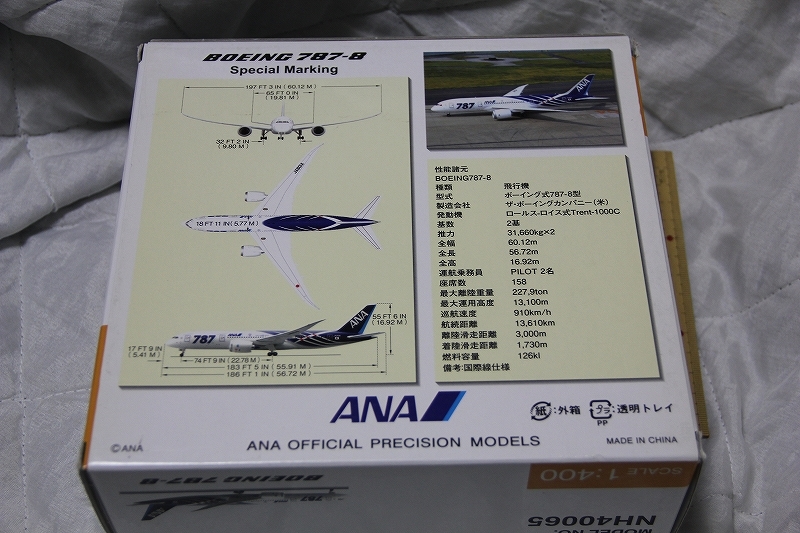 BOEING 787-8
Special Marking
197 FT 3 IN (60.12 M)
65 FT 0 IN
(19.81 M)
32 FT 2 IN
(9.80 M)
18 FT 11 IN (5.77 M)
ANA
787
55 FT 6 IN
(16.92 M)
17 FT 9 IN
(5.41 M)
74 FT 9 IN (22.78 M)
183 FT 5 IN (55.91 M)
186 FT 1 IN (56.72 M)
787
ANA
性能諸元
BOEING787-8
種類 飛行機
型式 ボーイング式787-8型
製造会社 ザ・ボーイングカンパニー(米)
発動機 ロールス・ロイス式Trent-1000C
基数 2基
推力 31,660kg×2
全幅 60.12m
全長 56.72m
全高 16.92m
運航乗務員 PILOT 2名
座席数 158
最大離陸重量 227.9ton
最大運用高度 13,100m
巡航速度 910km/h
航続距離 13,610km
離陸滑走距離 3,000m
着陸滑走距離 1,730m
燃料容量 126kl
備考:国際線仕様
ANA
紙:外箱
プラ:透明トレイ
PP
©ANA
ANA OFFICIAL PRECISION MODELS
MADE IN CHINA
SCALE 1:400
BOEING 787-8
787
MODEL NO.
NH40065